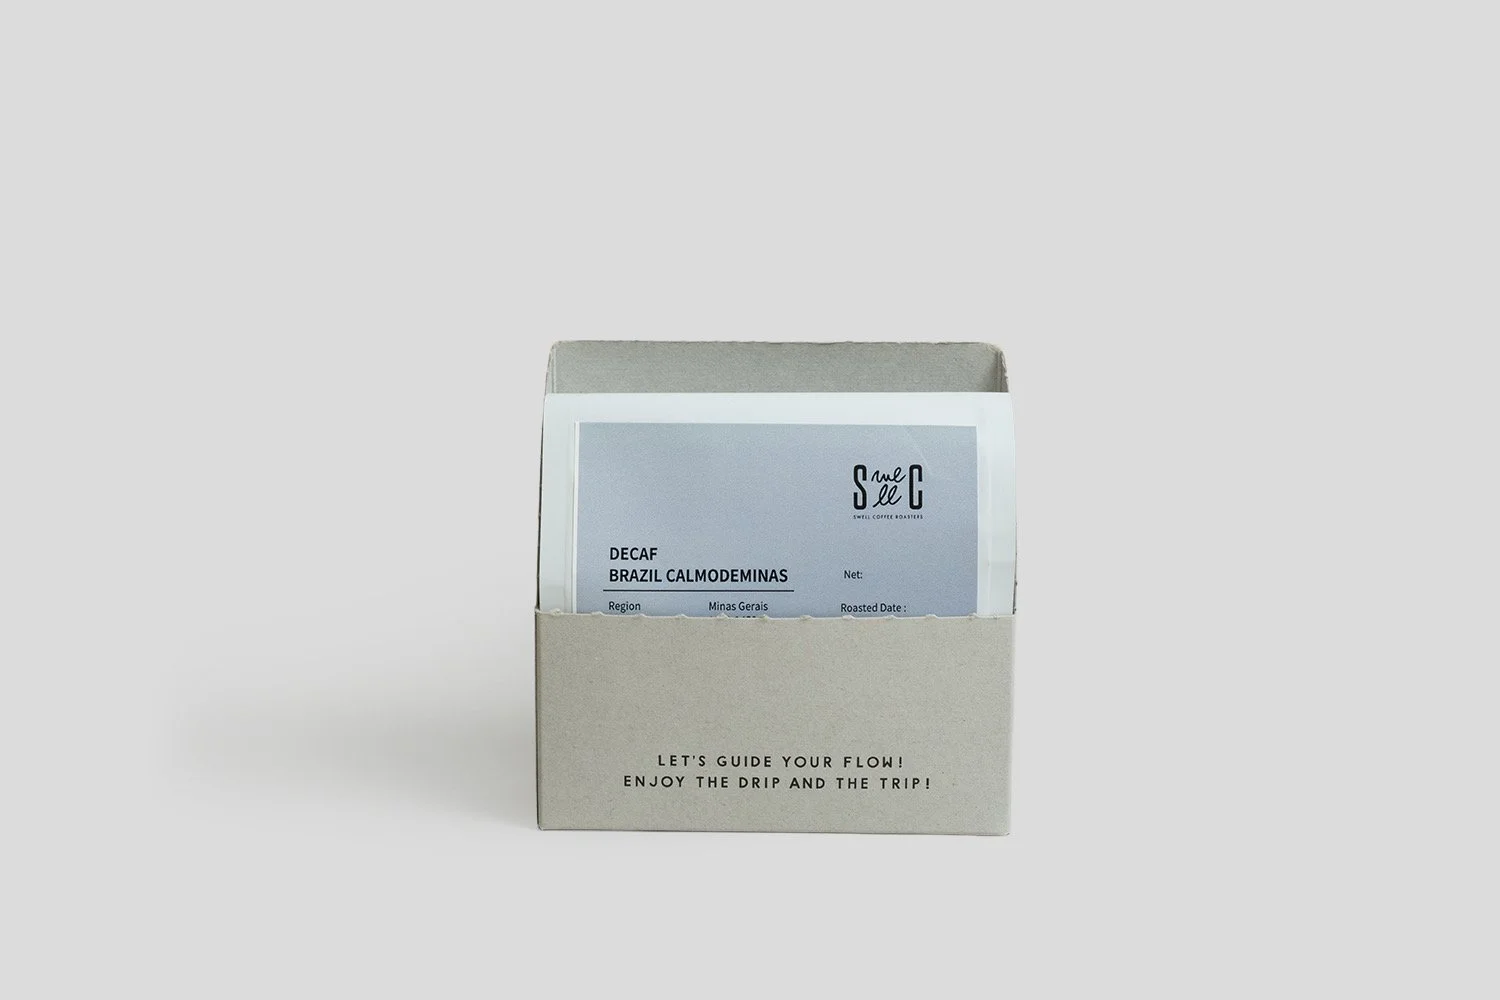 S we ll C
SWELL COFFEE ROASTERS
DECAF
BRAZIL CALMODEMINAS
Net:
Region Minas Gerais Roasted Date :
LET'S GUIDE YOUR FLOW!
ENJOY THE DRIP AND THE TRIP!